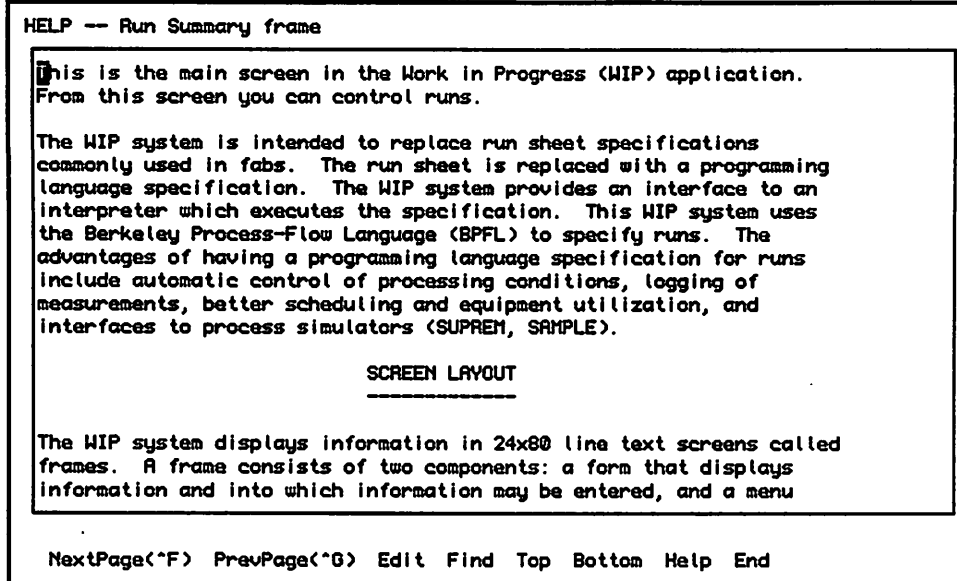 HELP -- Run Summary frame
This is the main screen in the Work in Progress (WIP) application.
From this screen you can control runs.
The WIP system is intended to replace run sheet specifications
commonly used in fabs. The run sheet is replaced with a programming
language specification. The WIP system provides an interface to an
interpreter which executes the specification. This WIP system uses
the Berkeley Process-Flow Language (BPFL) to specify runs. The
advantages of having a programming language specification for runs
include automatic control of processing conditions, logging of
measurements, better scheduling and equipment utilization, and
interfaces to process simulators (SUPREM, SAMPLE).
SCREEN LAYOUT
--------------
The WIP system displays information in 24x80 line text screens called
frames. A frame consists of two components: a form that displays
information and into which information may be entered, and a menu
NextPage(^F) PrevPage(^G) Edit Find Top Bottom Help End